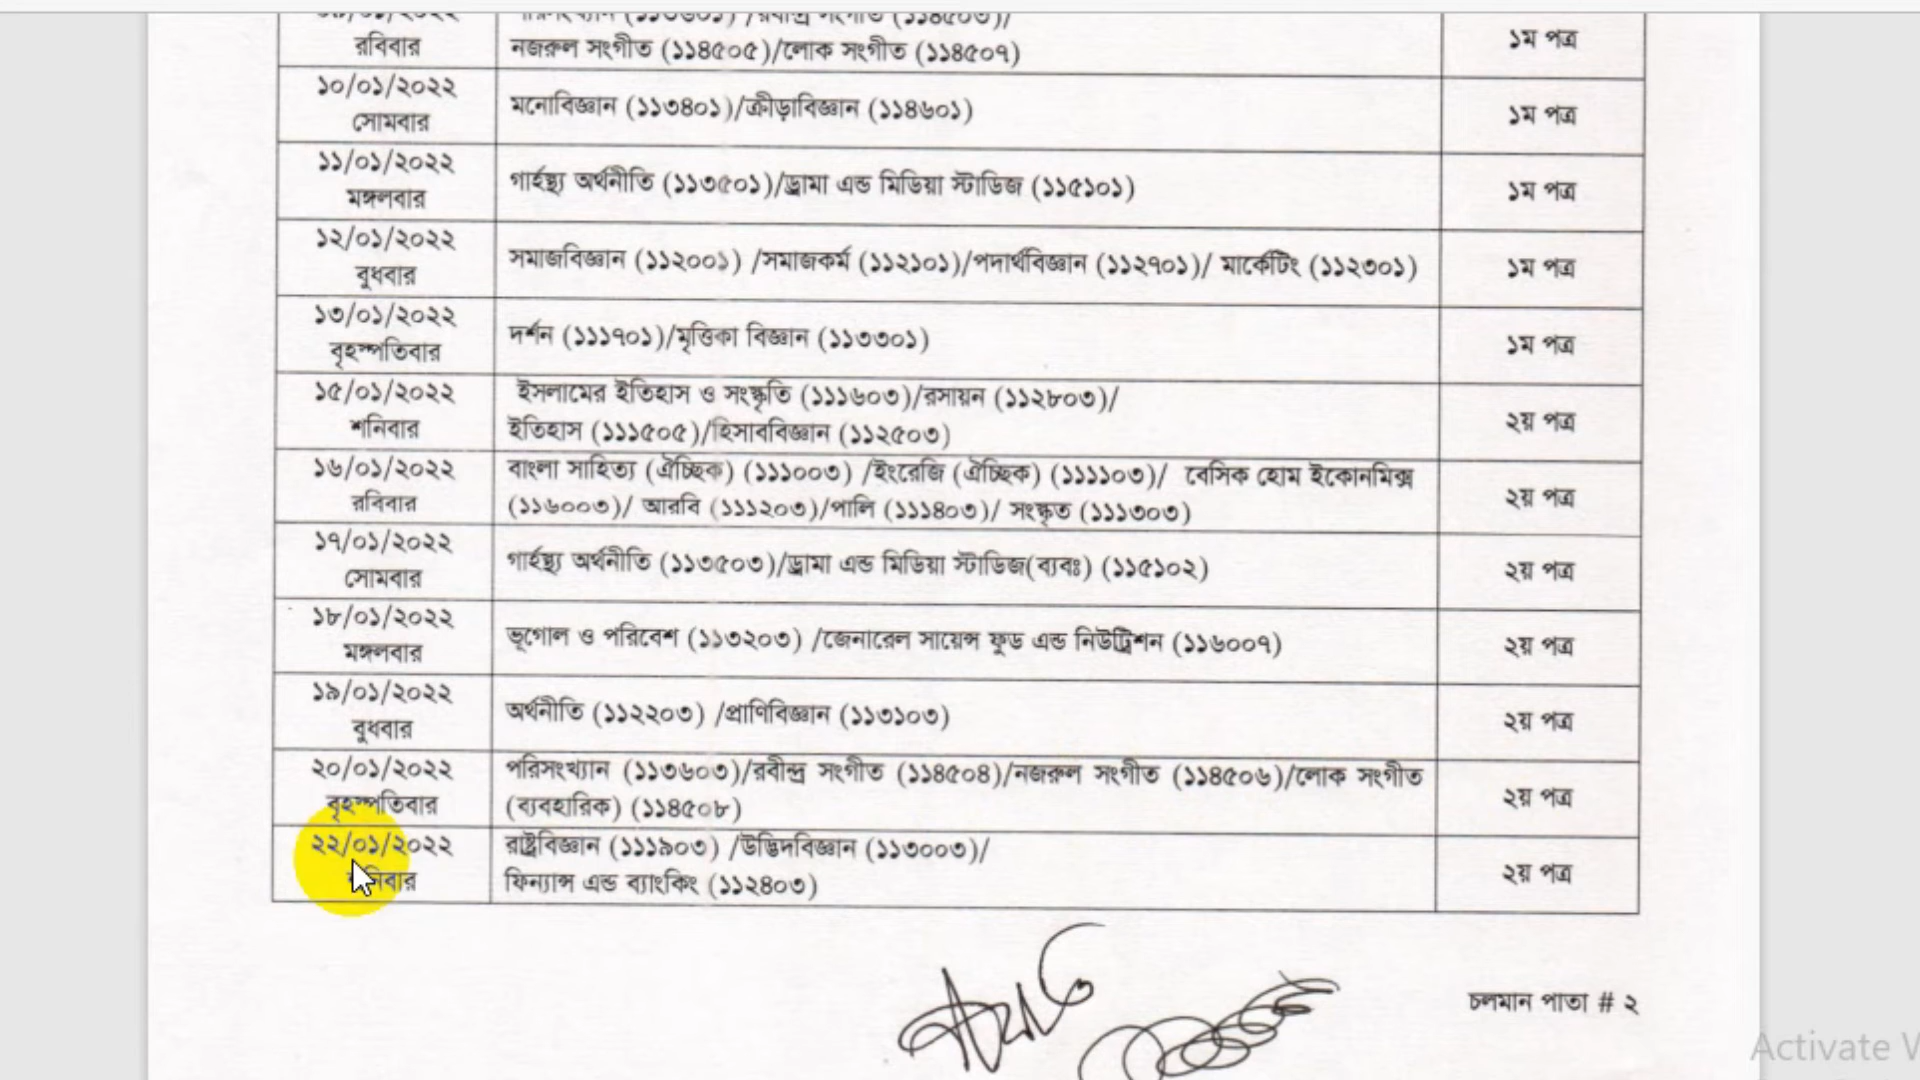 রবিবার
নজরুল সংগীত (১১৪৫০৫)/লোক সংগীত (১১৪৫০৭)
১ম পত্র
১০/০১/২০২২
সোমবার
মনোবিজ্ঞান (১১৩৪০১)/ক্রীড়াবিজ্ঞান (১১৪৬০১)
১ম পত্র
১১/০১/২০২২
মঙ্গলবার
গার্হস্থ্য অর্থনীতি (১১৩৫০১)/ড্রামা এন্ড মিডিয়া স্টাডিজ (১১৫১০১)
১ম পত্র
১২/০১/২০২২
বুধবার
সমাজবিজ্ঞান (১১২০০১) /সমাজকর্ম (১১২১০১)/পদার্থবিজ্ঞান (১১২৭০১)/ মার্কেটিং (১১২৩০১)
১ম পত্র
১৩/০১/২০২২
বৃহস্পতিবার
দর্শন (১১১৭০১)/মৃত্তিকা বিজ্ঞান (১১৩৩০১)
১ম পত্র
১৫/০১/২০২২
শনিবার
ইসলামের ইতিহাস ও সংস্কৃতি (১১১৬০৩)/রসায়ন (১১২৮০৩)/
ইতিহাস (১১১৫০৫)/হিসাববিজ্ঞান (১১২৫০৩)
২য় পত্র
১৬/০১/২০২২
রবিবার
বাংলা সাহিত্য (ঐচ্ছিক) (১১১০০৩) /ইংরেজি (ঐচ্ছিক) (১১১১০৩)/ বেসিক হোম ইকোনমিক্স
(১১৬০০৩)/ আরবি (১১১২০৩)/পালি (১১১৪০৩)/ সংস্কৃত (১১১৩০৩)
২য় পত্র
১৭/০১/২০২২
সোমবার
গার্হস্থ্য অর্থনীতি (১১৩৫০৩)/ড্রামা এন্ড মিডিয়া স্টাডিজ(ব্যবঃ) (১১৫১০২)
২য় পত্র
১৮/০১/২০২২
মঙ্গলবার
ভূগোল ও পরিবেশ (১১৩২০৩) /জেনারেল সায়েন্স ফুড এন্ড নিউট্রিশন (১১৬০০৭)
২য় পত্র
১৯/০১/২০২২
বুধবার
অর্থনীতি (১১২২০৩) /প্রাণিবিজ্ঞান (১১৩১০৩)
২য় পত্র
২০/০১/২০২২
বৃহস্পতিবার
পরিসংখ্যান (১১৩৬০৩)/রবীন্দ্র সংগীত (১১৪৫০৪)/নজরুল সংগীত (১১৪৫০৬)/লোক সংগীত
(ব্যবহারিক) (১১৪৫০৮)
২য় পত্র
২২/০১/২০২২
শনিবার
রাষ্ট্রবিজ্ঞান (১১১৯০৩) /উদ্ভিদবিজ্ঞান (১১৩০০৩)/
ফিন্যান্স এন্ড ব্যাংকিং (১১২৪০৩)
২য় পত্র
চলমান পাতা # ২
Activate